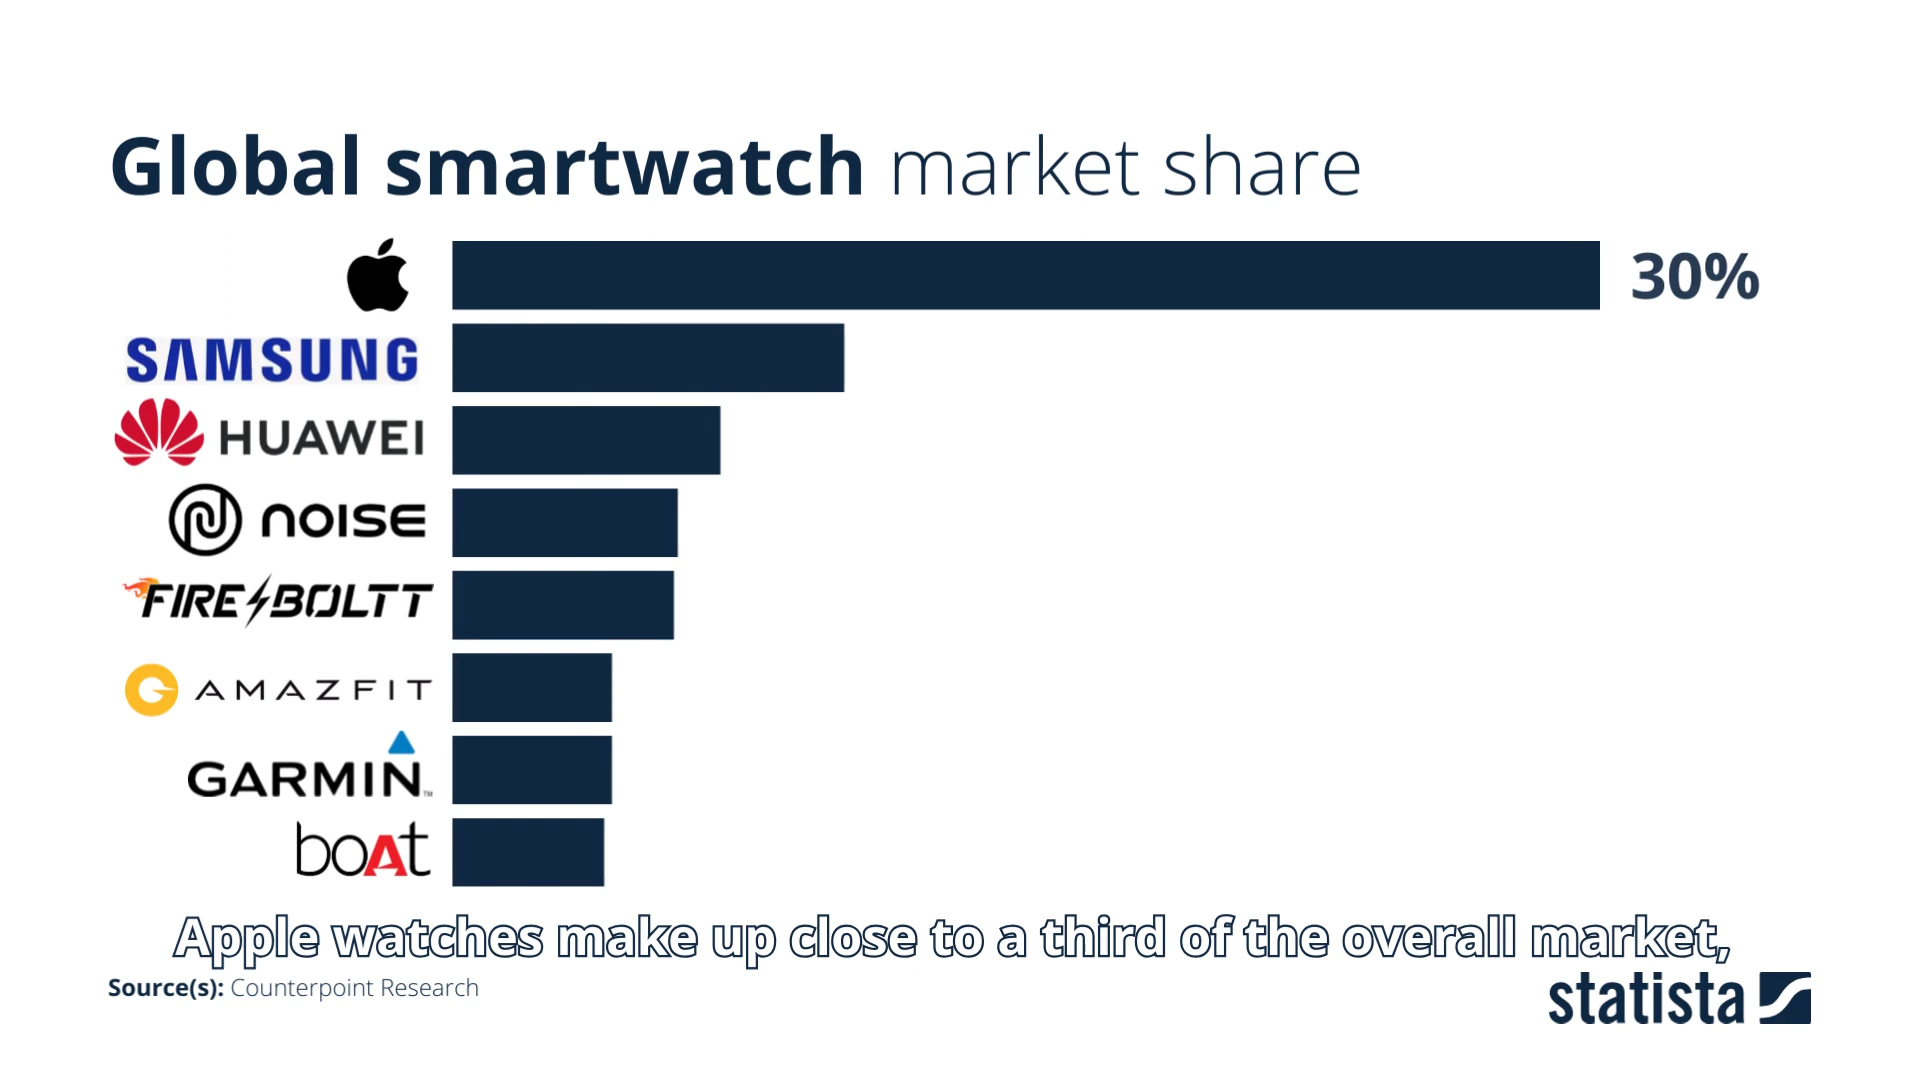 Global smartwatch market share
30%
SAMSUNG
HUAWEI
NOISE
FIRE BOLTT
AMAZFIT
GARMIN™
boAt
Apple watches make up close to a third of the overall market,
Source(s): Counterpoint Research
statista